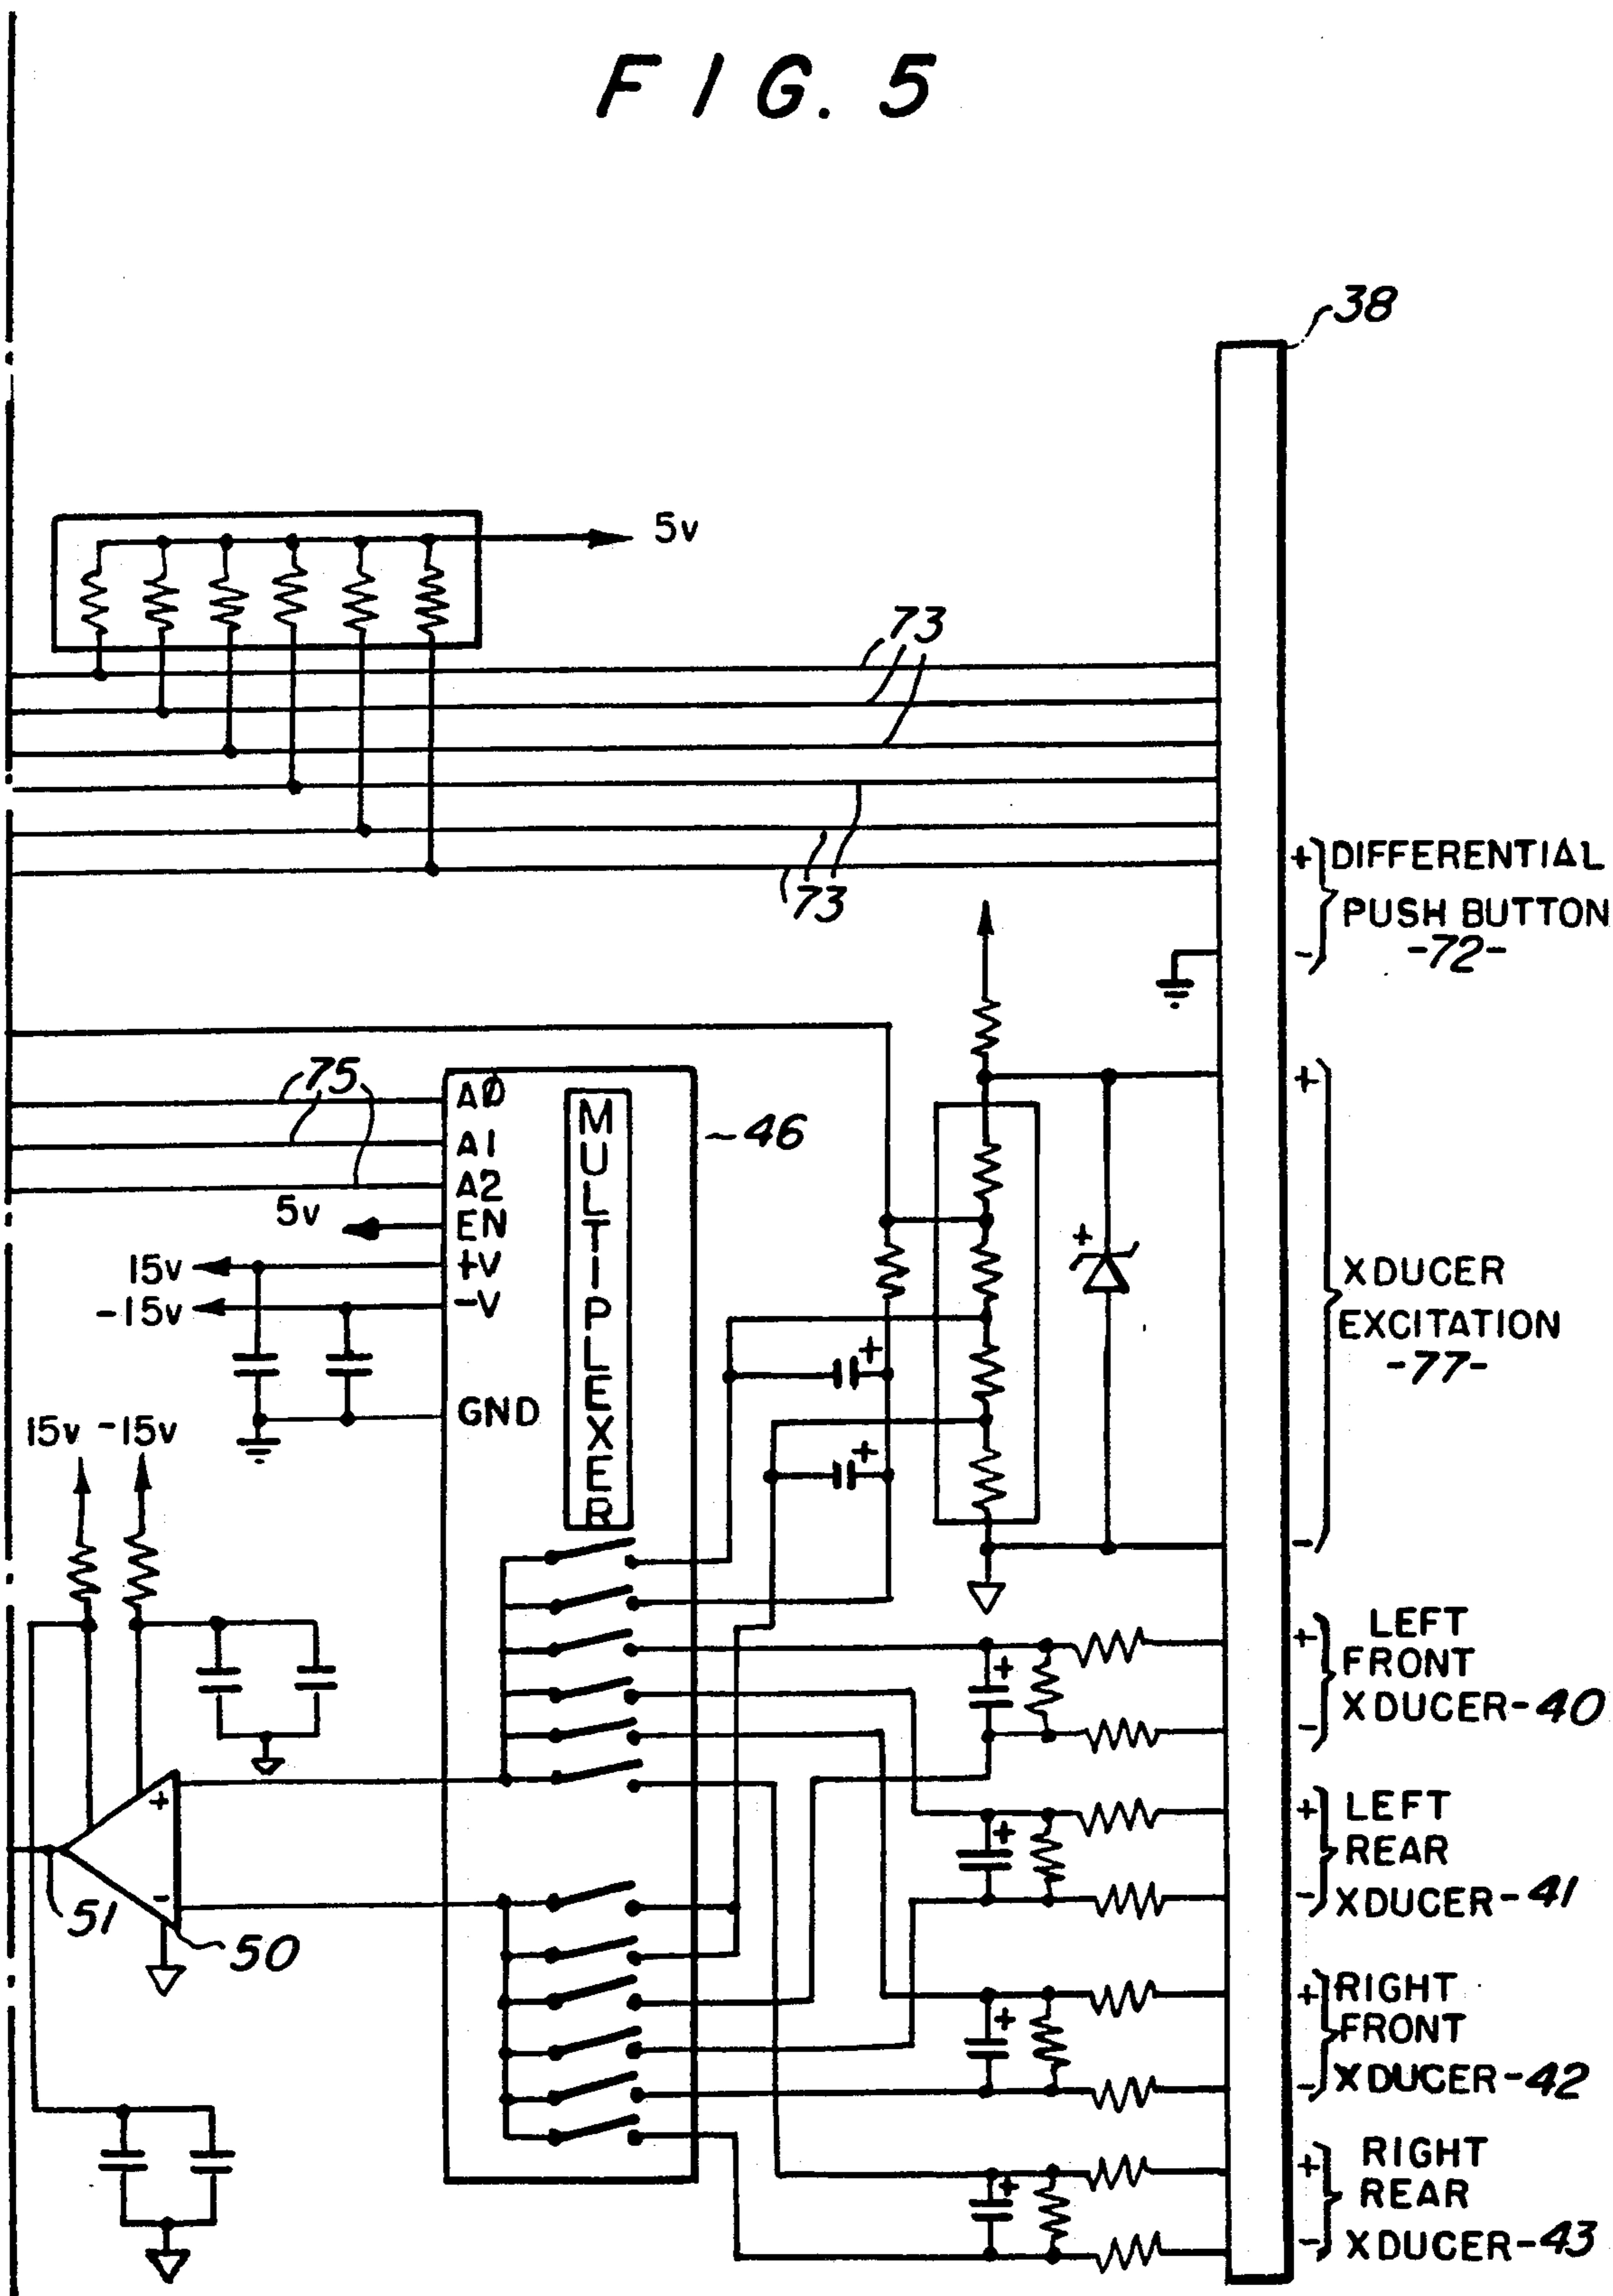 FIG. 5
38
5v
73
73
+ DIFFERENTIAL
PUSH BUTTON
- -72-
75
AØ
A1
A2
5v EN
15v +V
-15v -V
GND
MULTIPLEXER
46
+
+
+
+
XDUCER
EXCITATION
-77-
-
15v -15v
+
-
51
50
+
+ LEFT
FRONT
- XDUCER-40
+
+ LEFT
REAR
- XDUCER-41
+
+ RIGHT
FRONT
- XDUCER-42
+
+ RIGHT
REAR
- XDUCER-43